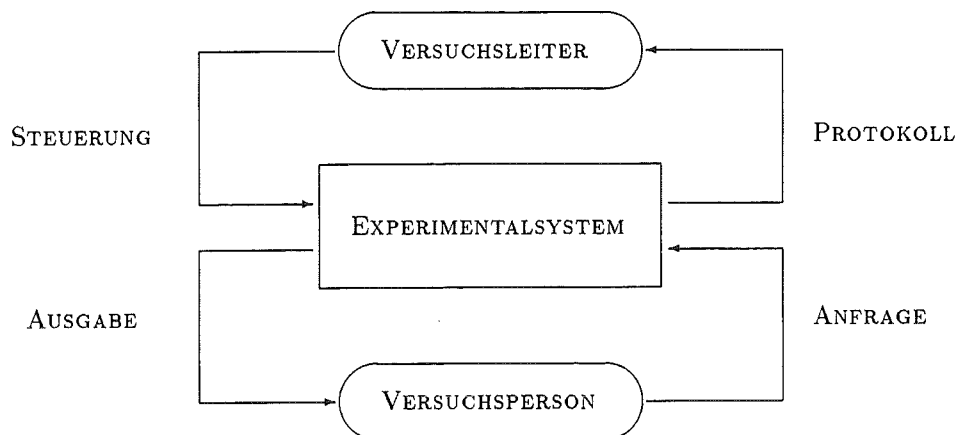 VERSUCHSLEITER
STEUERUNG
PROTOKOLL
EXPERIMENTALSYSTEM
AUSGABE
ANFRAGE
VERSUCHSPERSON